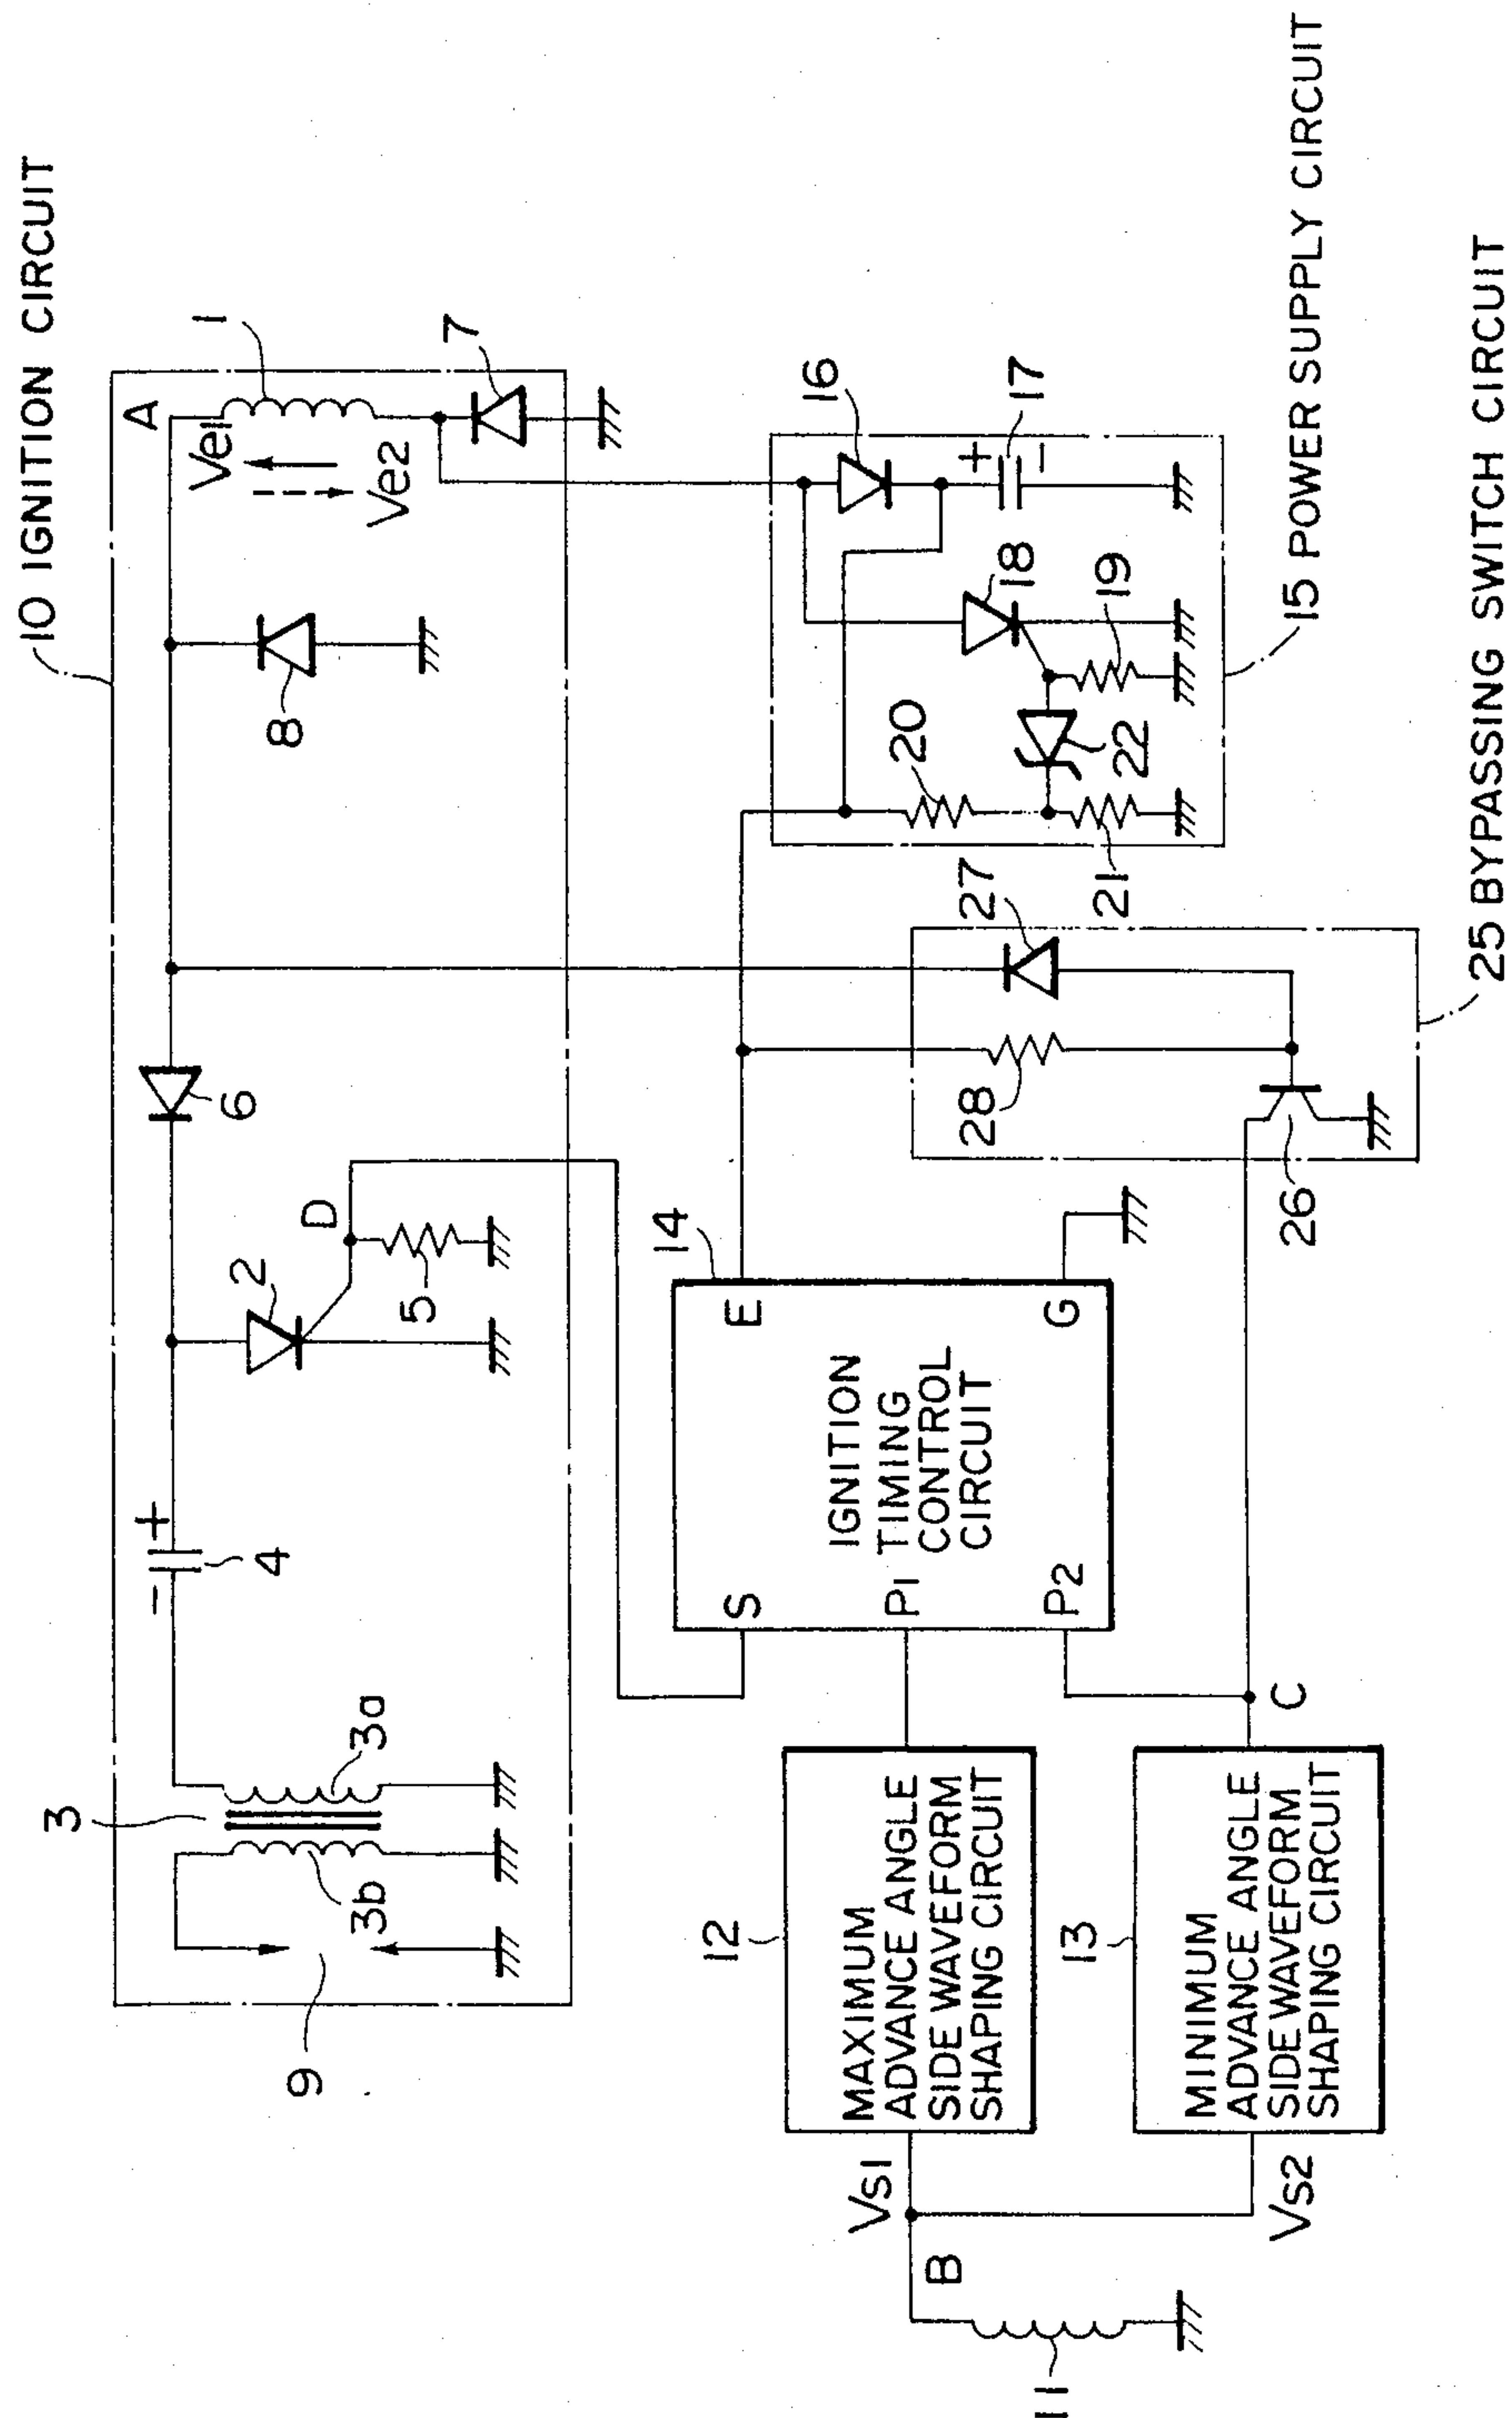 10 IGNITION CIRCUIT
A
1
Ve1
Ve2
7
8
6
D
2
5
+
-
4
3
3a
3b
9
16
+
-
17
18
19
20
22
21
15 POWER SUPPLY CIRCUIT
27
28
26
25 BYPASSING SWITCH CIRCUIT
14
E
G
IGNITION
TIMING
CONTROL
CIRCUIT
S
P1
P2
C
12
MAXIMUM
ADVANCE ANGLE
SIDE WAVEFORM
SHAPING CIRCUIT
13
MINIMUM
ADVANCE ANGLE
SIDE WAVEFORM
SHAPING CIRCUIT
Vs1
Vs2
B
11